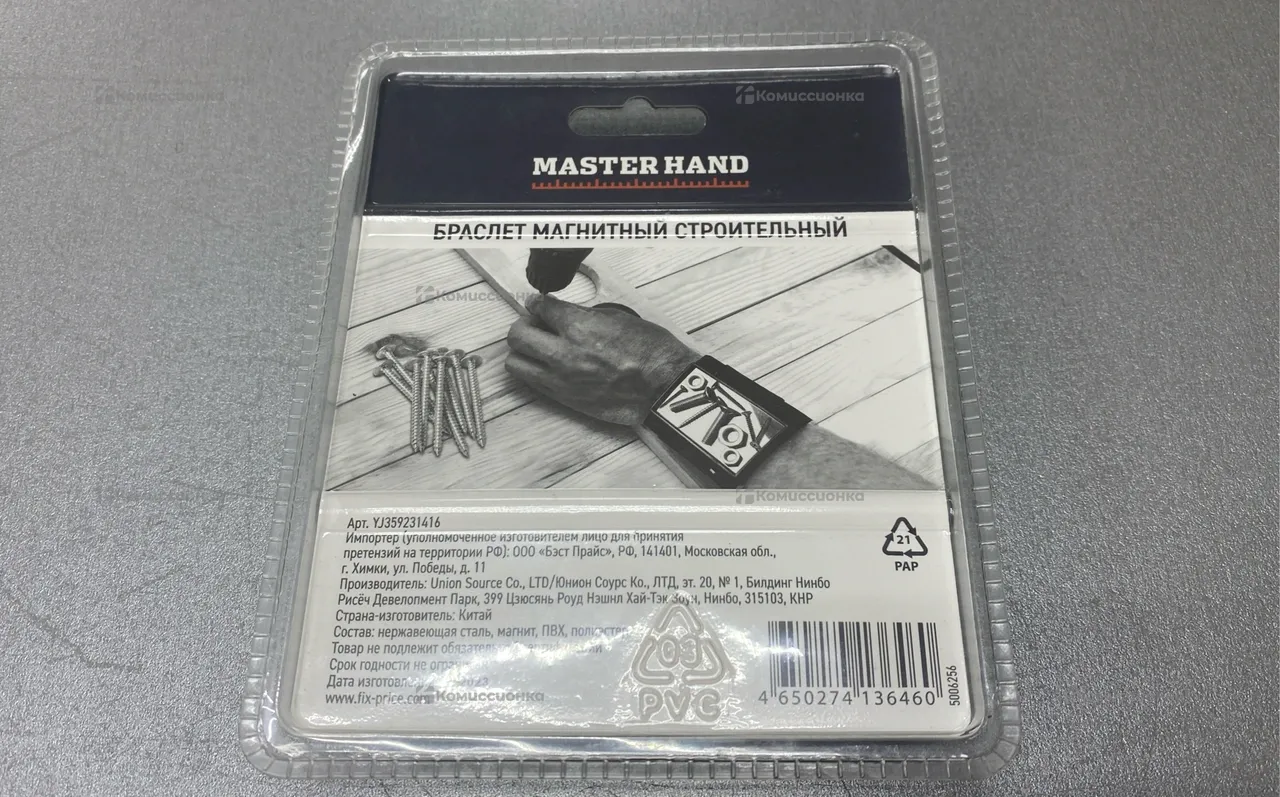 Комиссионка
Комиссионка
MASTER HAND
БРАСЛЕТ МАГНИТНЫЙ СТРОИТЕЛЬНЫЙ
Комиссионка
Комиссионка
Арт. YJ359231416
Импортер (уполномоченное изготовителем лицо для принятия
претензий на территории РФ): ООО «Бэст Прайс», РФ, 141401, Московская обл.,
г. Химки, ул. Победы, д. 11
Производитель: Union Source Co., LTD/Юнион Соурс Ко., ЛТД, эт. 20, № 1, Билдинг Нинбо
Рисёч Девелопмент Парк, 399 Цзюсянь Роуд Нэшнл Хай-Тэк Зоун, Нинбо, 315103, КНР
Страна-изготовитель: Китай
Состав: нержавеющая сталь, магнит, ПВХ,
Товар не подлежит
Срок годности не
Дата
www.fix-price.com
Комиссионка
21
PAP
03
PVC
4 650274 136460
5006256